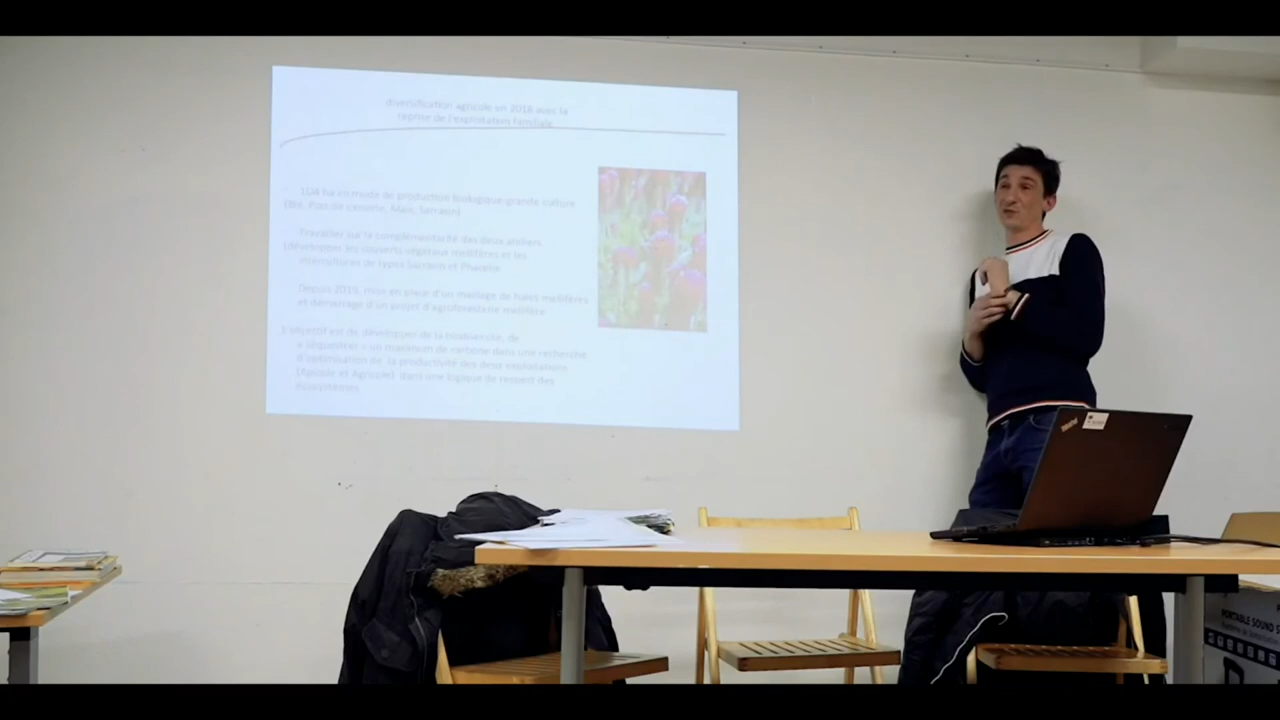 diversification agricole en 2018 avec la
reprise de l'exploitation familiale
104 ha en mode de production biologique grande culture
(Blé, Pois de conserve, Maïs, Sarrasin)
Travailler sur la complémentarité des deux ateliers
(développer les couverts végétaux mellifères et les
intercultures de types Sarrasin et Phacélie
Depuis 2019, mise en place d'un maillage de haies mellifères
et démarrage d'un projet d'agroforesterie mellifère.
L'objectif est de développer de la biodiversité, de
« séquestrer » un maximum de carbone dans une recherche
d'optimisation de la productivité des deux exploitations
(Apicole et Agricole) dans une logique de respect des
écosystèmes
ThinkPad
PORTABLE SOUND S